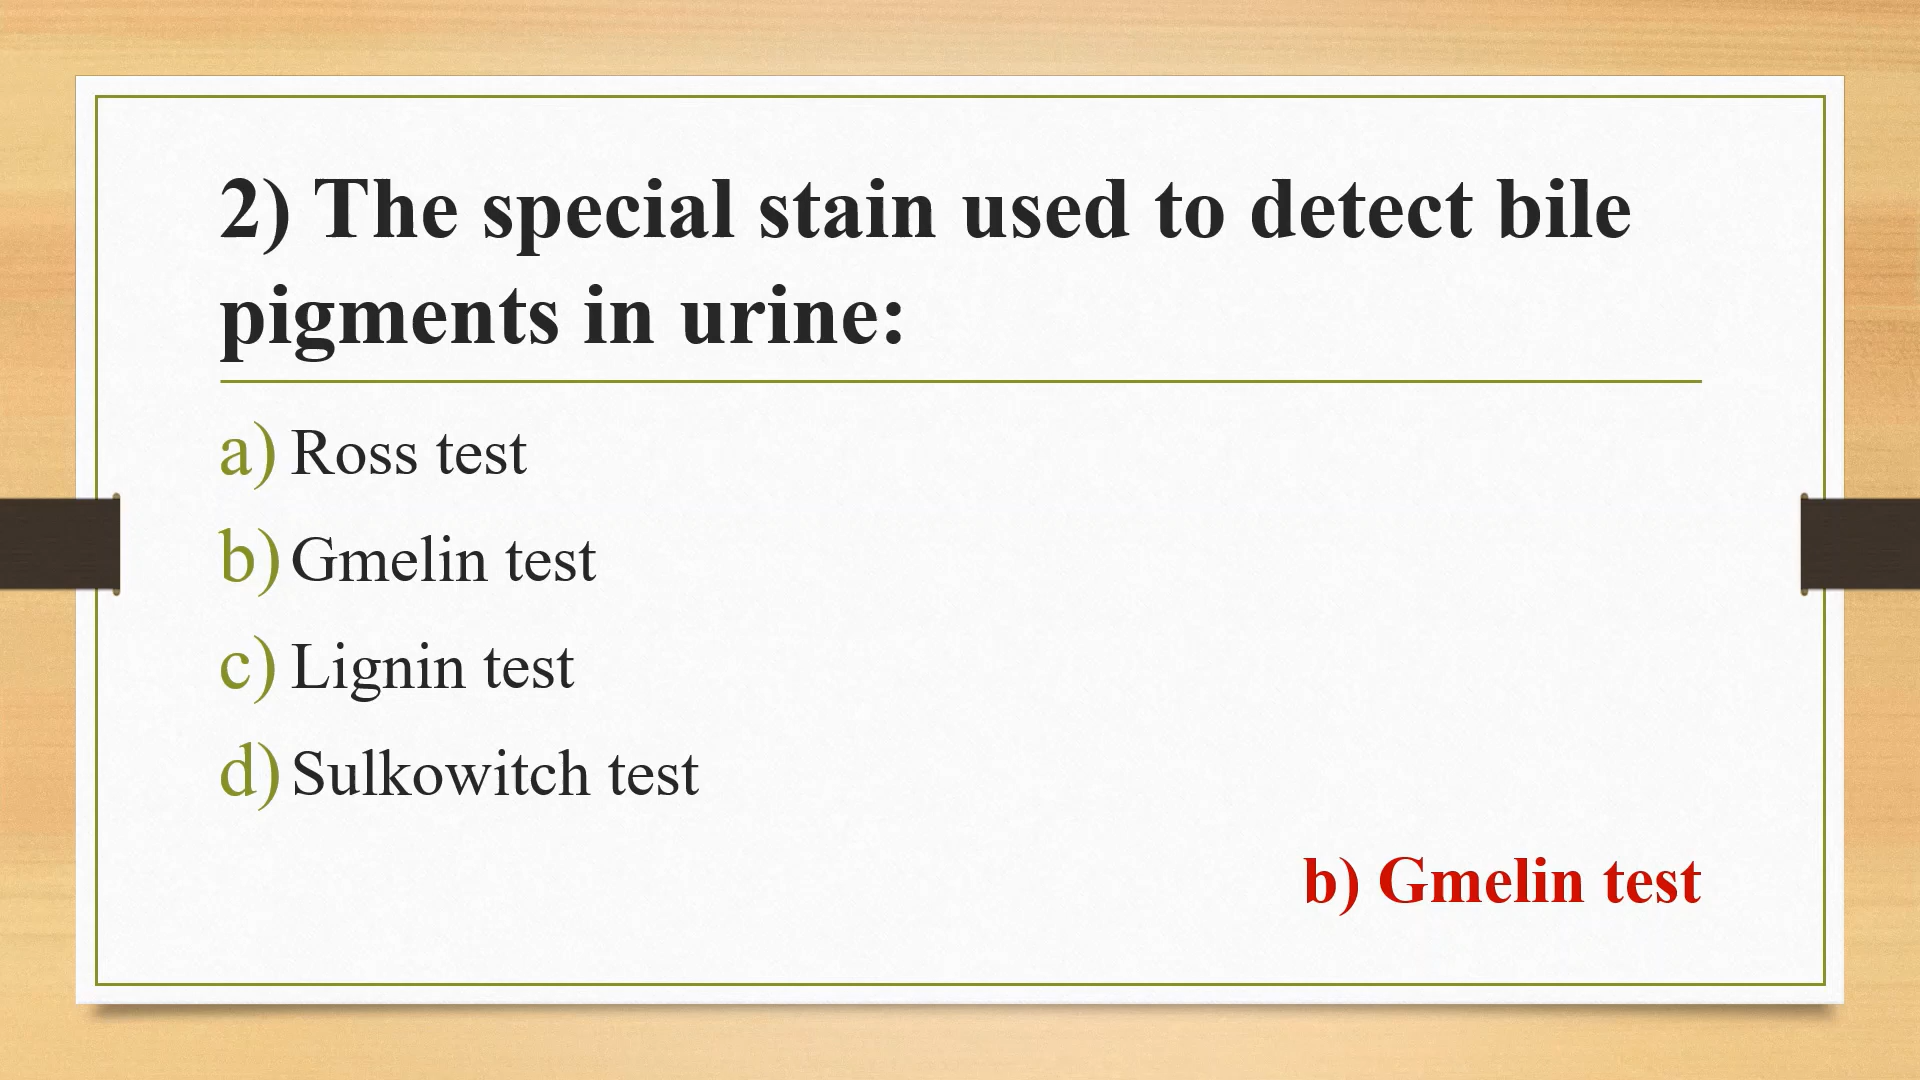 2) The special stain used to detect bile
pigments in urine:
a) Ross test
b) Gmelin test
c) Lignin test
d) Sulkowitch test
b) Gmelin test